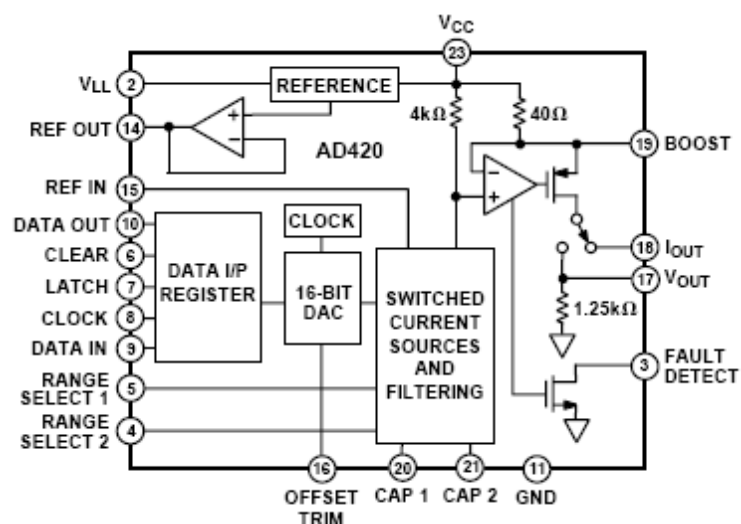 VCC
23
VLL
2
REFERENCE
4kΩ
40Ω
REF OUT
14
AD420
19
BOOST
REF IN
15
DATA OUT
10
CLOCK
CLEAR
6
18
IOUT
LATCH
7
DATA I/P
REGISTER
16-BIT
DAC
SWITCHED
CURRENT
SOURCES
AND
FILTERING
17
VOUT
CLOCK
8
1.25kΩ
DATA IN
9
3
FAULT
DETECT
RANGE
SELECT 1
5
RANGE
SELECT 2
4
16
20
21
11
OFFSET
TRIM
CAP 1
CAP 2
GND